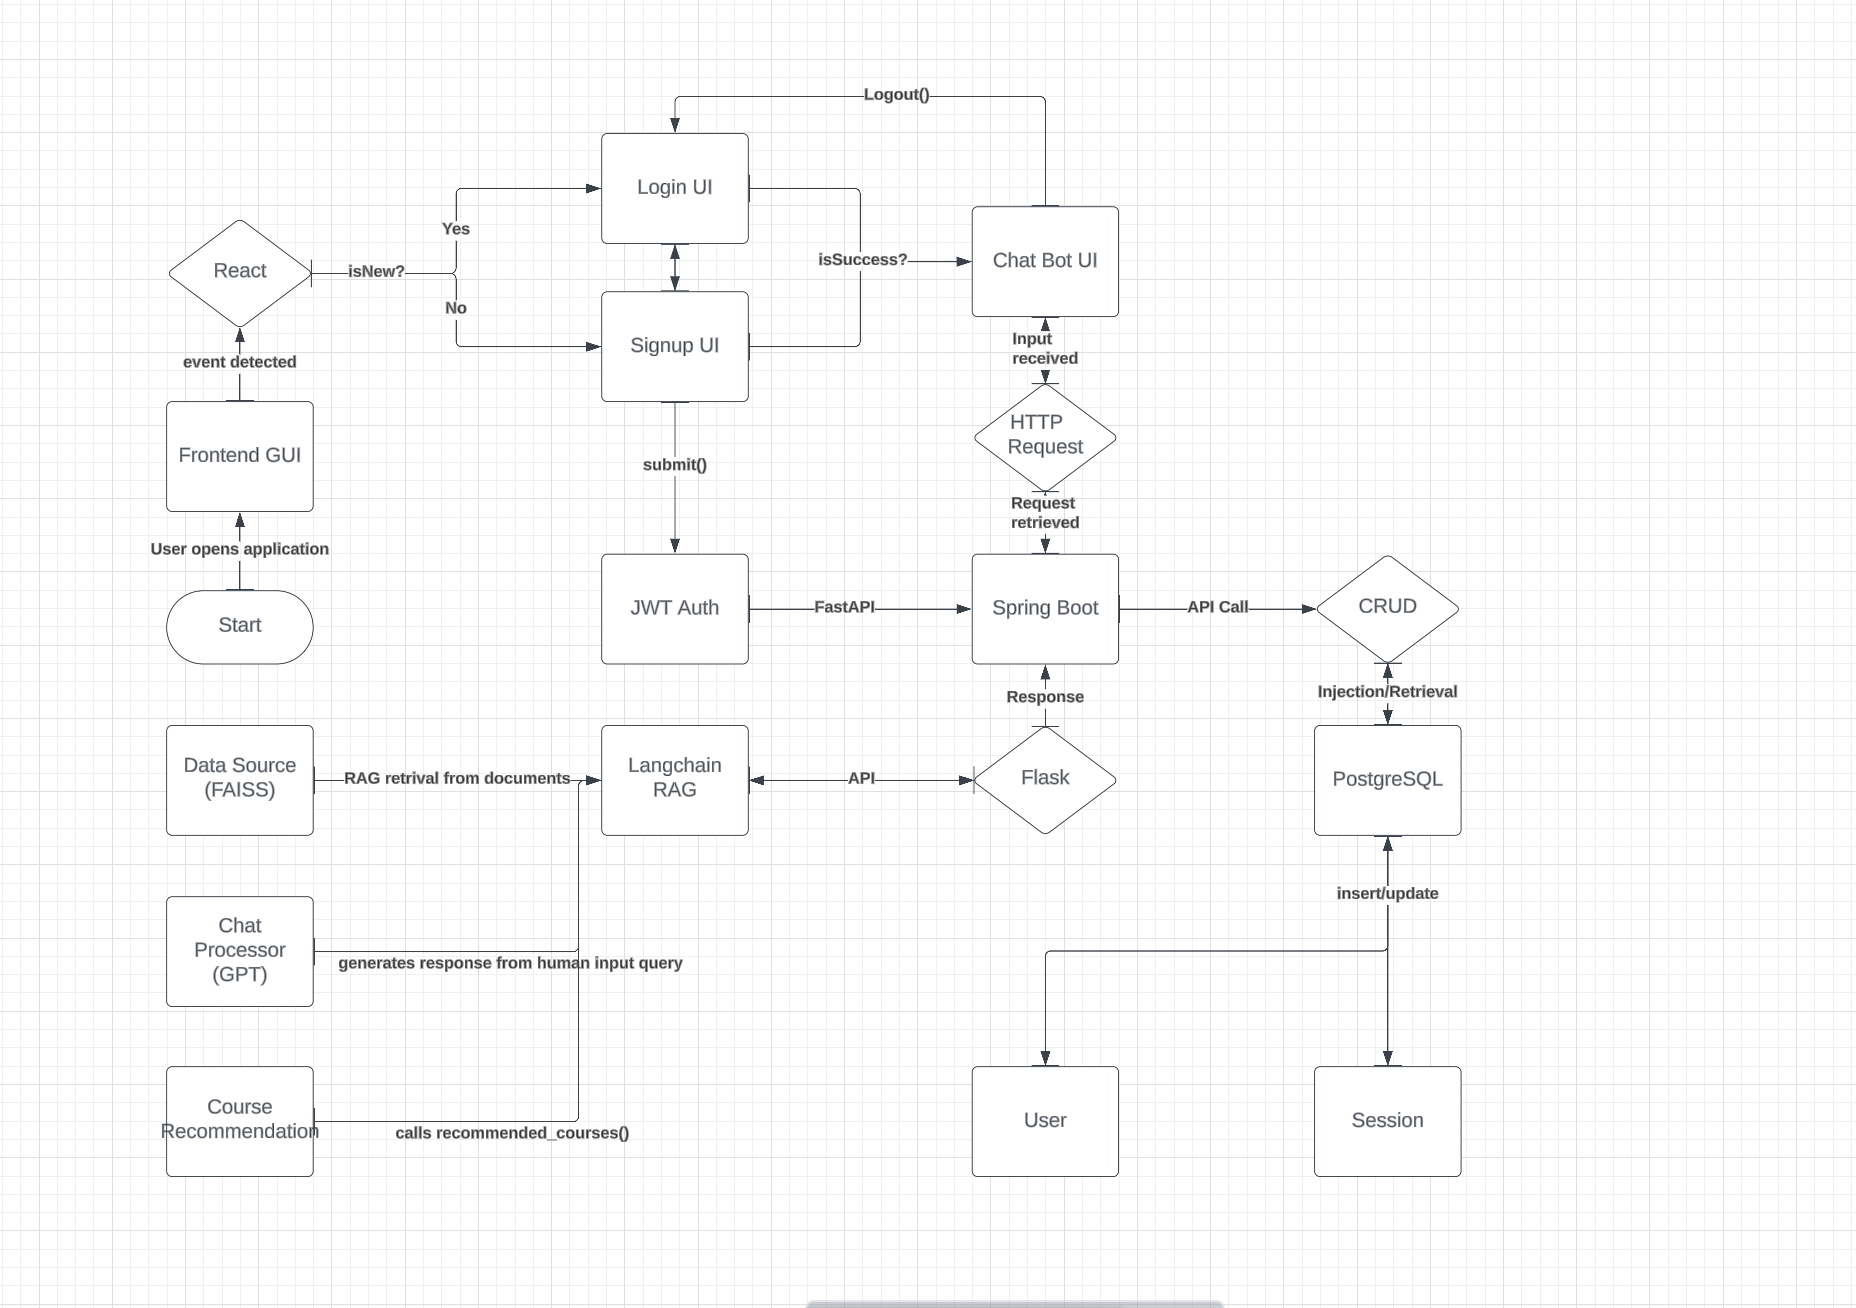 Logout()
Login UI
Yes
isSuccess?
Chat Bot UI
React
isNew?
No
Signup UI
Input
received
event detected
HTTP
Request
Frontend GUI
submit()
Request
retrieved
User opens application
Start
JWT Auth
FastAPI
Spring Boot
API Call
CRUD
Response
Injection/Retrieval
Data Source
(FAISS)
RAG retrival from documents
Langchain
RAG
API
Flask
PostgreSQL
insert/update
Chat
Processor
(GPT)
generates response from human input query
Course
Recommendation
calls recommended_courses()
User
Session